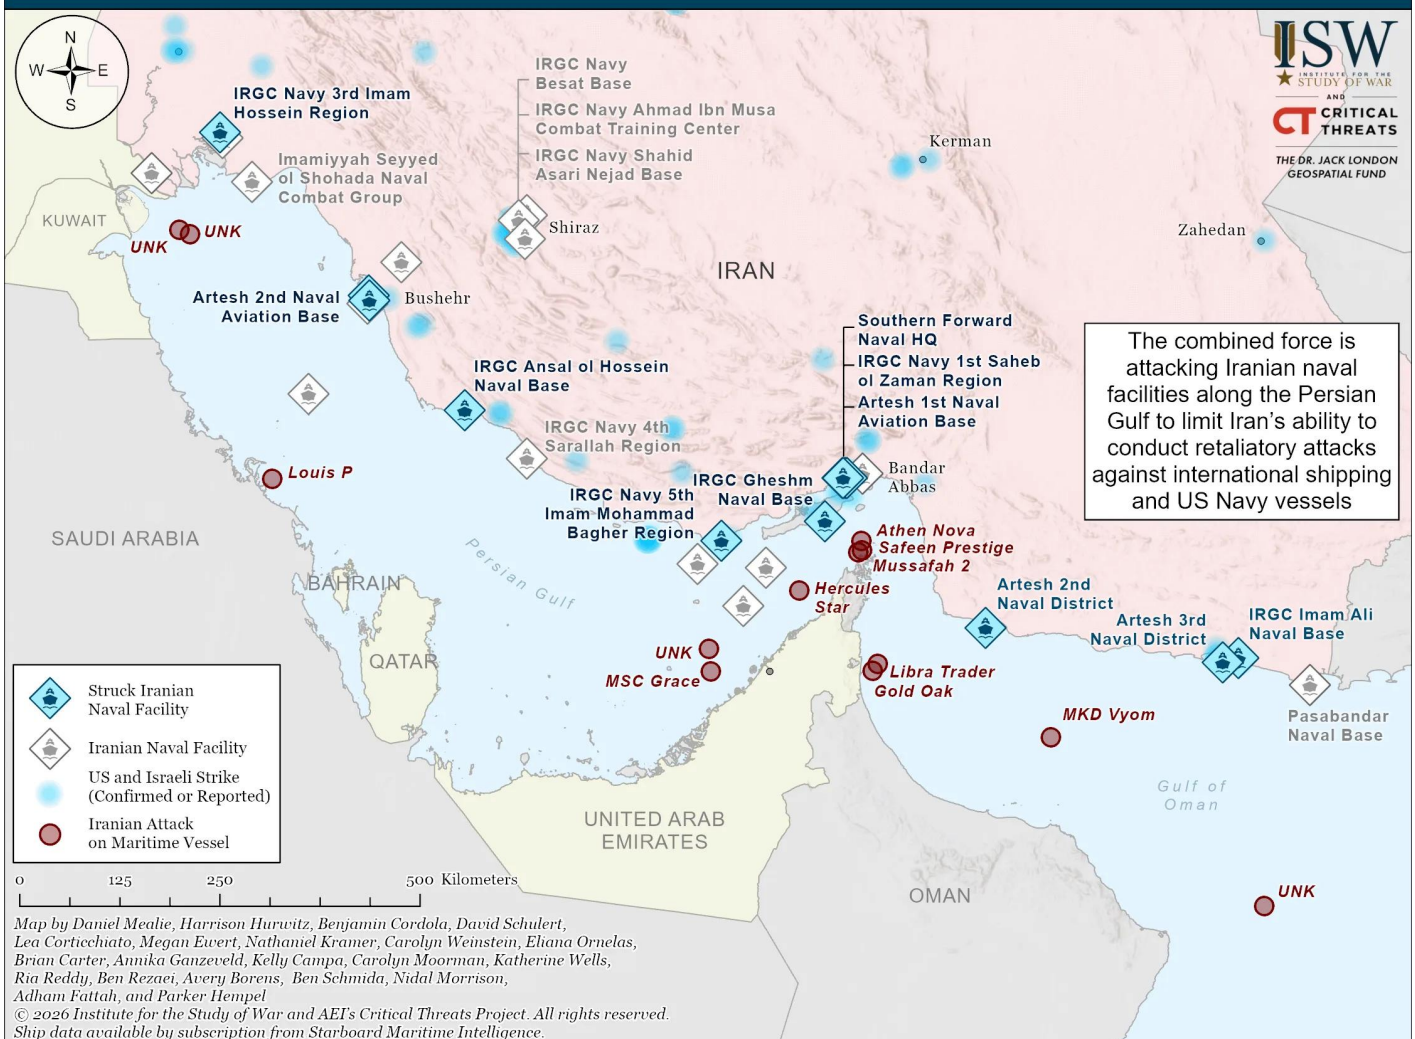 N
W
E
S
IRGC Navy 3rd Imam
Hossein Region
Imamiyyah Seyyed
ol Shohada Naval
Combat Group
IRGC Navy
Besat Base
IRGC Navy Ahmad Ibn Musa
Combat Training Center
IRGC Navy Shahid
Asari Nejad Base
Kerman
ISW
INSTITUTE FOR THE
STUDY OF WAR
AND
CT CRITICAL
THREATS
THE DR. JACK LONDON
GEOSPATIAL FUND
KUWAIT
UNK
UNK
Shiraz
Zahedan
IRAN
Artesh 2nd Naval
Aviation Base
Bushehr
Southern Forward
Naval HQ
IRGC Navy 1st Saheb
ol Zaman Region
Artesh 1st Naval
Aviation Base
The combined force is
attacking Iranian naval
facilities along the Persian
Gulf to limit Iran’s ability to
conduct retaliatory attacks
against international shipping
and US Navy vessels
IRGC Ansal ol Hossein
Naval Base
IRGC Navy 4th
Sarallah Region
Louis P
IRGC Gheshm
Naval Base
Bandar
Abbas
IRGC Navy 5th
Imam Mohammad
Bagher Region
SAUDI ARABIA
Persian Gulf
Athen Nova
Safeen Prestige
Mussafah 2
BAHRAIN
Hercules
Star
Artesh 2nd
Naval District
Artesh 3rd
Naval District
IRGC Imam Ali
Naval Base
QATAR
UNK
MSC Grace
Libra Trader
Gold Oak
MKD Vyom
Pasabandar
Naval Base
Struck Iranian
Naval Facility
Iranian Naval Facility
US and Israeli Strike
(Confirmed or Reported)
Iranian Attack
on Maritime Vessel
Gulf of
Oman
UNITED ARAB
EMIRATES
OMAN
UNK
0 125 250 500 Kilometers
Map by Daniel Mealie, Harrison Hurwitz, Benjamin Cordola, David Schulert,
Lea Corticchiato, Megan Ewert, Nathaniel Kramer, Carolyn Weinstein, Eliana Ornelas,
Brian Carter, Annika Ganzeveld, Kelly Campa, Carolyn Moorman, Katherine Wells,
Ria Reddy, Ben Rezaei, Avery Borens, Ben Schmida, Nidal Morrison,
Adham Fattah, and Parker Hempel
© 2026 Institute for the Study of War and AEI’s Critical Threats Project. All rights reserved.
Ship data available by subscription from Starboard Maritime Intelligence.